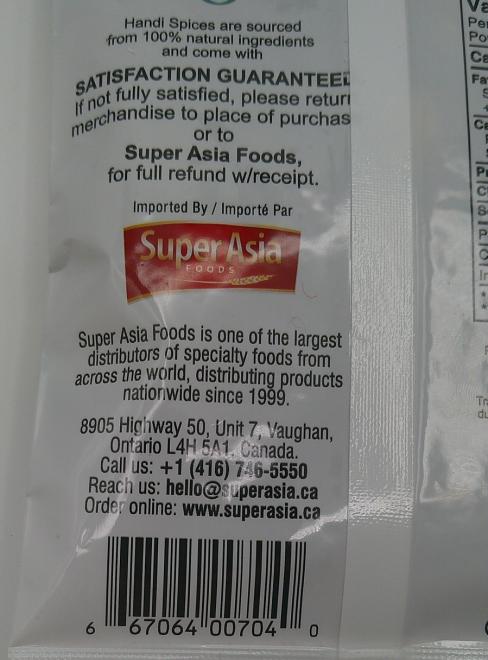 Handi Spices are sourced
from 100% natural ingredients
and come with
SATISFACTION GUARANTEED
If not fully satisfied, please return
merchandise to place of purchas
or to
Super Asia Foods,
for full refund w/receipt.
Imported By / Importé Par
Super Asia
FOODS
Super Asia Foods is one of the largest
distributors of specialty foods from
across the world, distributing products
nationwide since 1999.
8905 Highway 50, Unit 7, Vaughan,
Ontario L4H 5A1, Canada.
Call us: +1 (416) 746-5550
Reach us: hello@superasia.ca
Order online: www.superasia.ca
6 67064 00704 0